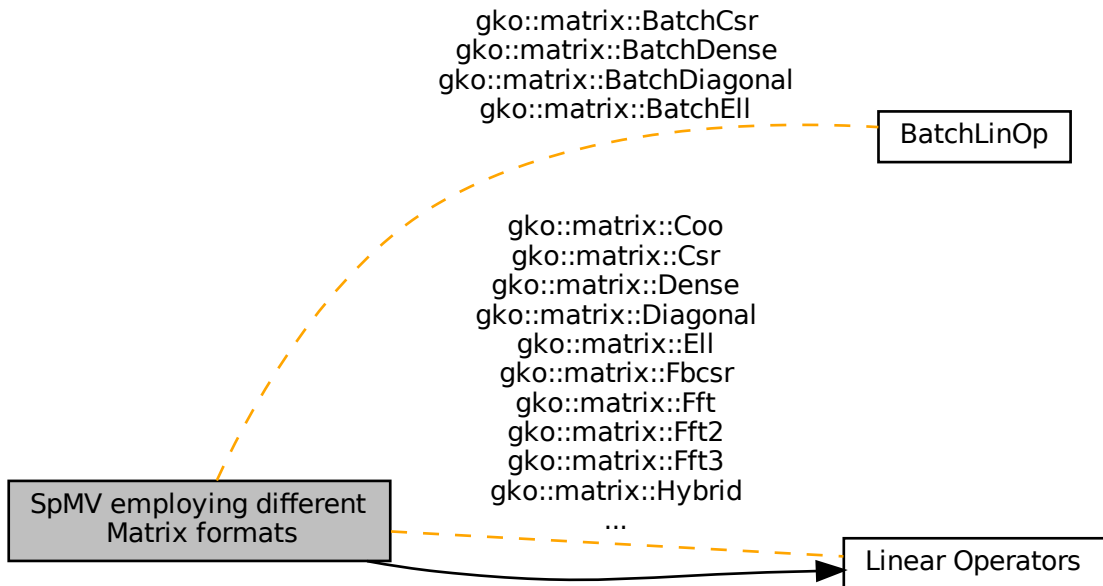 gko::matrix::BatchCsr
gko::matrix::BatchDense
gko::matrix::BatchDiagonal
gko::matrix::BatchEll
BatchLinOp
gko::matrix::Coo
gko::matrix::Csr
gko::matrix::Dense
gko::matrix::Diagonal
gko::matrix::Ell
gko::matrix::Fbcsr
gko::matrix::Fft
gko::matrix::Fft2
gko::matrix::Fft3
gko::matrix::Hybrid
...
SpMV employing different
Matrix formats
Linear Operators